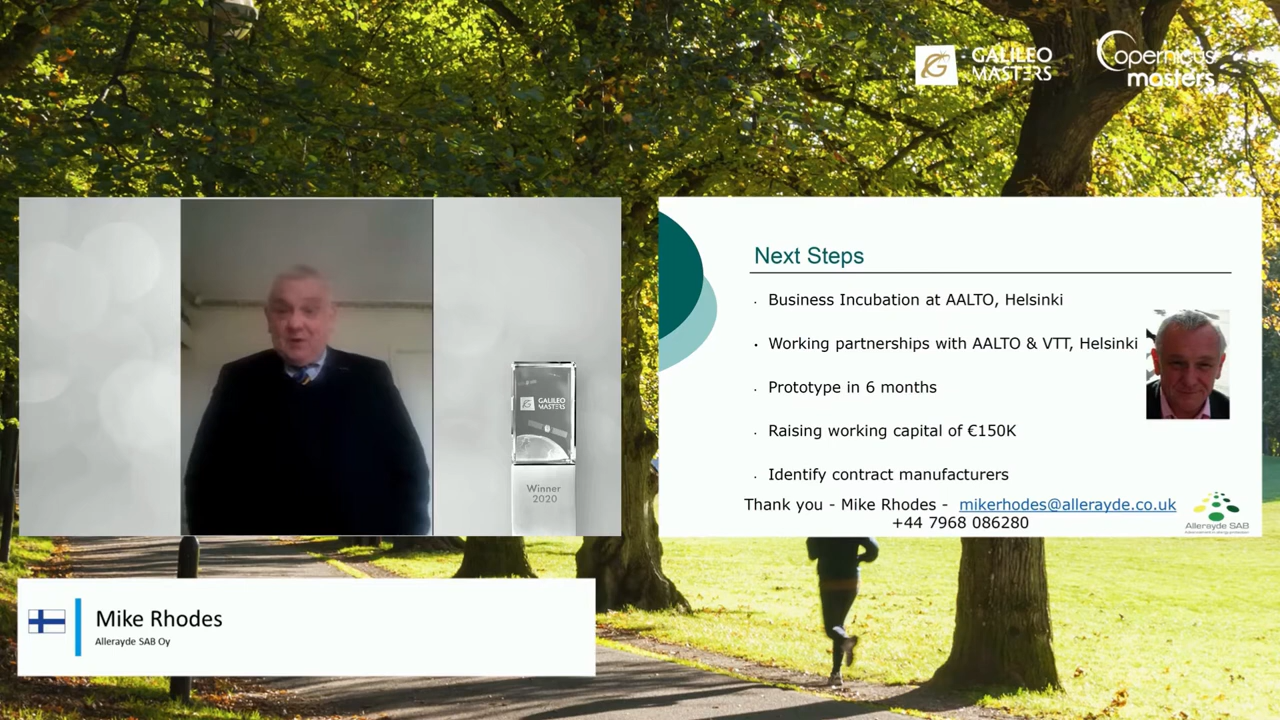 GALILEO
MASTERS
Copernicus
masters
GALILEO
MASTERS
Winner
2020
Next Steps
Business Incubation at AALTO, Helsinki
Working partnerships with AALTO & VTT, Helsinki
Prototype in 6 months
Raising working capital of €150K
Identify contract manufacturers
Thank you - Mike Rhodes - mikerhodes@allerayde.co.uk
+44 7968 086280
Allerayde SAB
Mike Rhodes
Allerayde SAB Oy